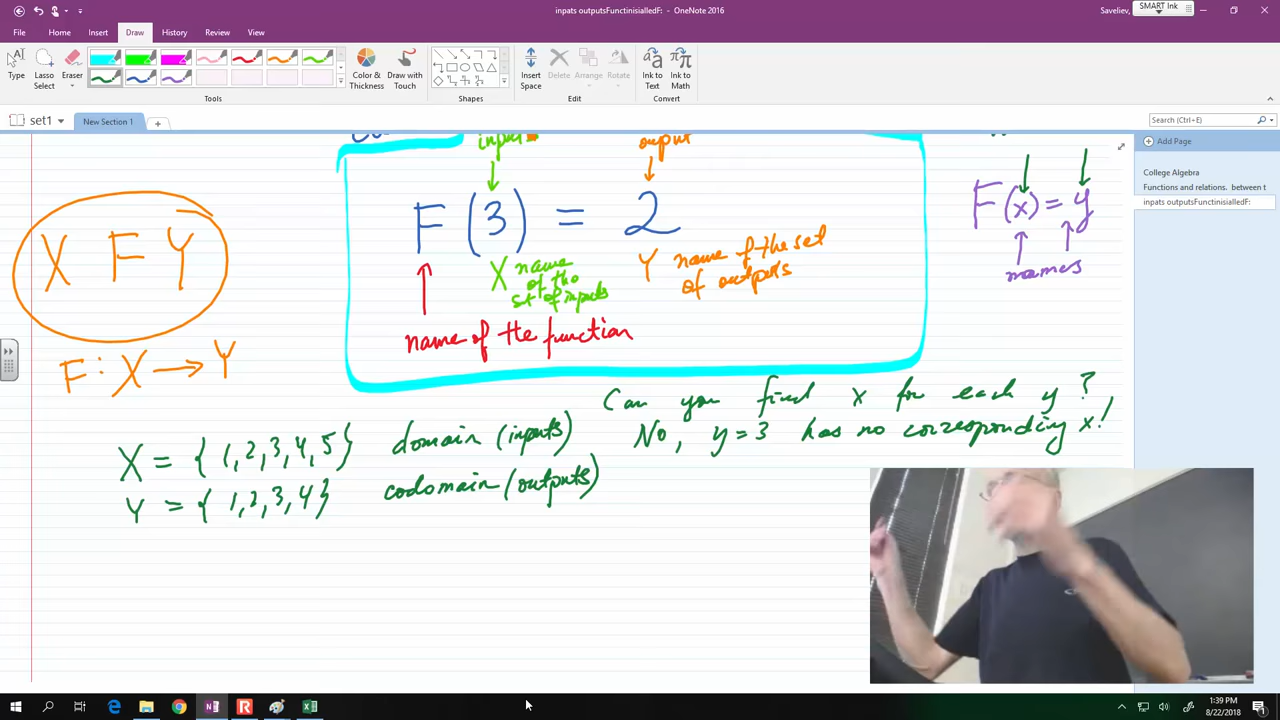 inpats outputsFunctinisialledF: - OneNote 2016
Saveliev,
SMART Ink
File Home Insert Draw History Review View
Type
Lasso Select
Eraser
Color & Thickness
Draw with Touch
Insert Space
Delete
Arrange
Rotate
Ink to Text
Ink to Math
Tools
Shapes
Edit
Convert
set1
New Section 1
Search (Ctrl+E)
Add Page
College Algebra
Functions and relations. between t
inpats outputsFunctinisialledF:
input
output
F(3) = 2
F(x) = y
names
X name of the set of inputs
Y name of the set of outputs
name of the function
X F Y
F: X → Y
Can you find x for each y?
No, y = 3 has no corresponding x!
X = {1,2,3,4,5} domain (inputs)
Y = {1,2,3,4} codomain (outputs)
1:39 PM
8/22/2018